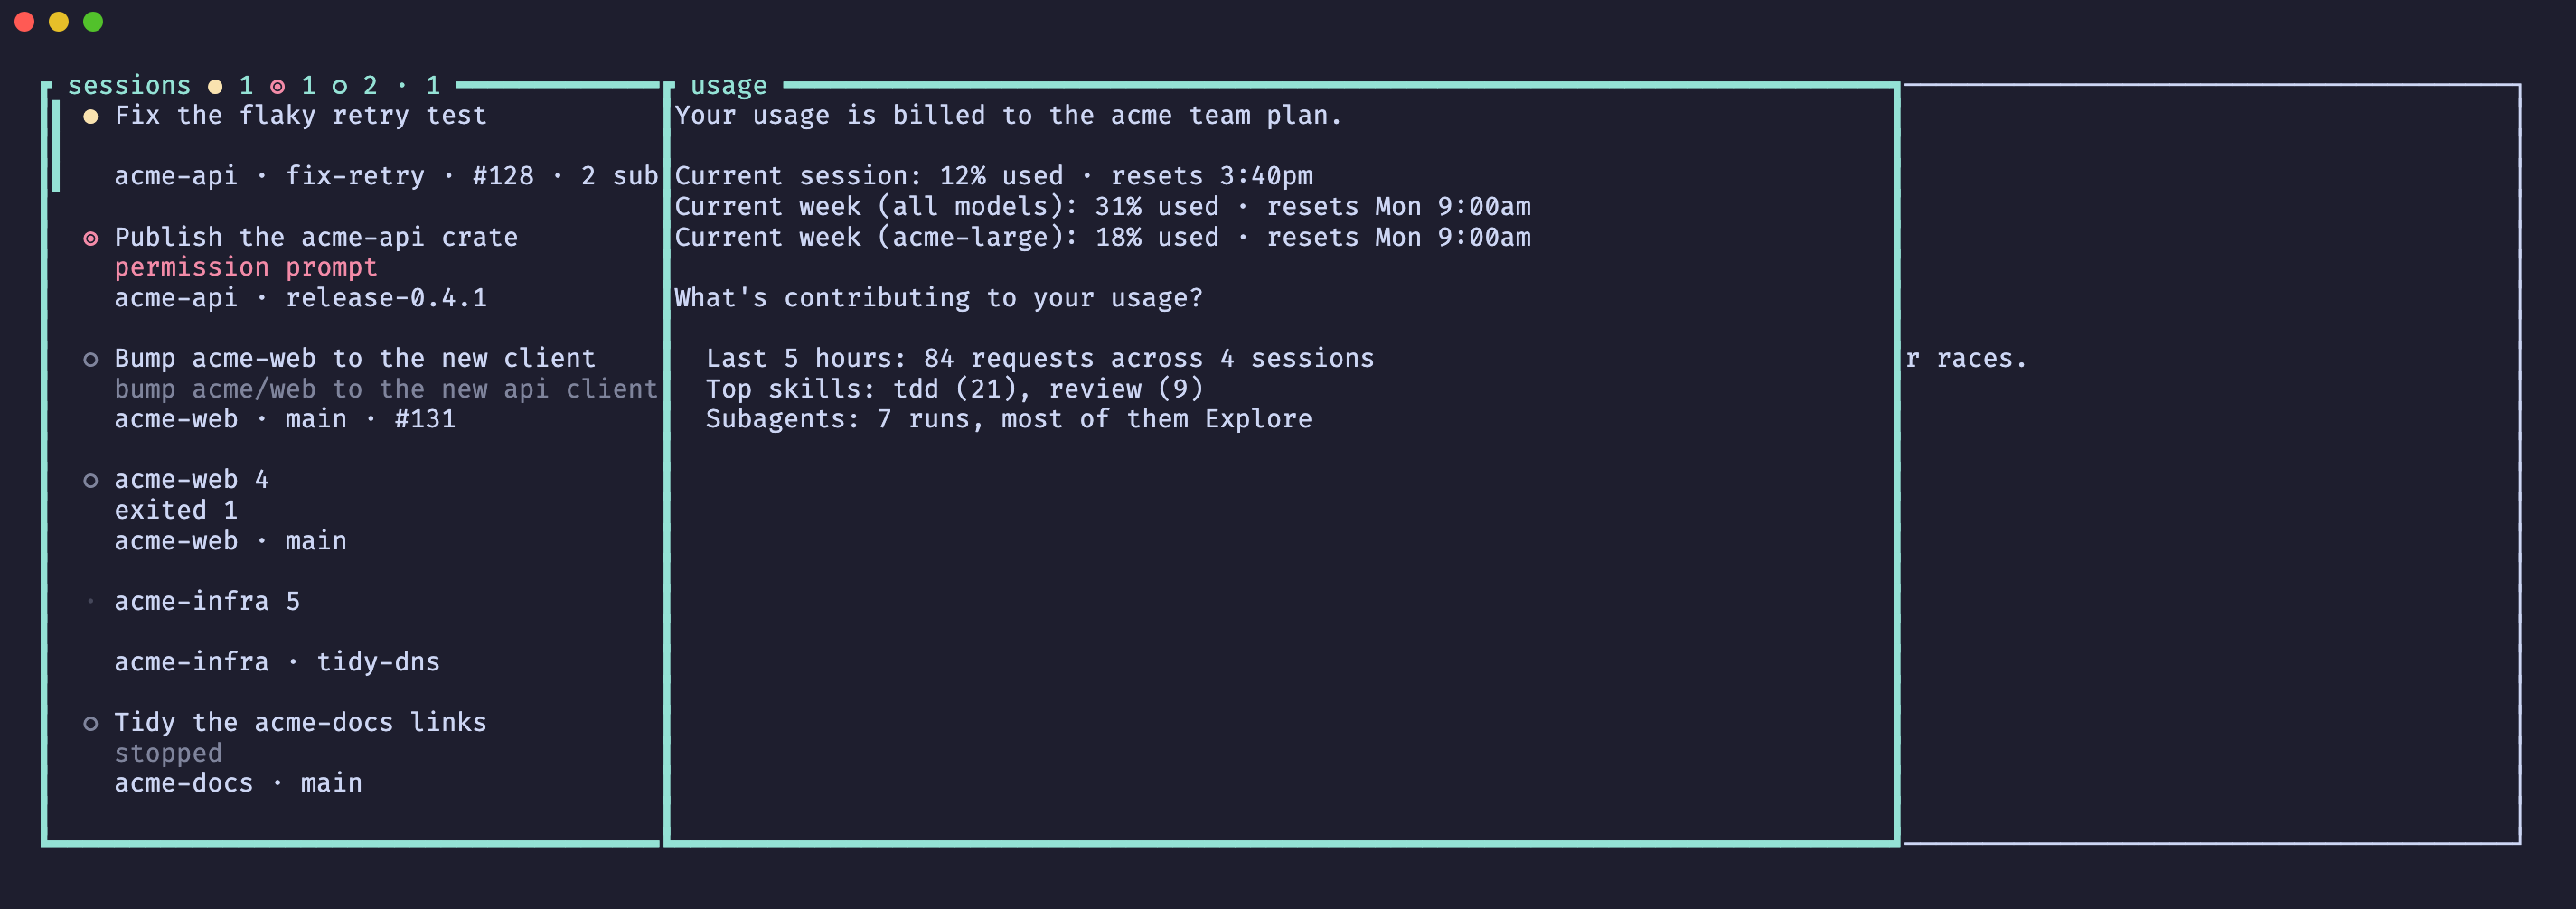 sessions ● 1 ◉ 1 ○ 2 · 1
● Fix the flaky retry test
acme-api · fix-retry · #128 · 2 sub
◉ Publish the acme-api crate
permission prompt
acme-api · release-0.4.1
○ Bump acme-web to the new client
bump acme/web to the new api client
acme-web · main · #131
○ acme-web 4
exited 1
acme-web · main
· acme-infra 5
acme-infra · tidy-dns
○ Tidy the acme-docs links
stopped
acme-docs · main
usage
Your usage is billed to the acme team plan.
Current session: 12% used · resets 3:40pm
Current week (all models): 31% used · resets Mon 9:00am
Current week (acme-large): 18% used · resets Mon 9:00am
What's contributing to your usage?
Last 5 hours: 84 requests across 4 sessions
Top skills: tdd (21), review (9)
Subagents: 7 runs, most of them Explore
r races.